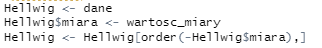 Hellwig <- dane
Hellwig$miara <- wartosc_miary
Hellwig <- Hellwig[order(-Hellwig$miara),]